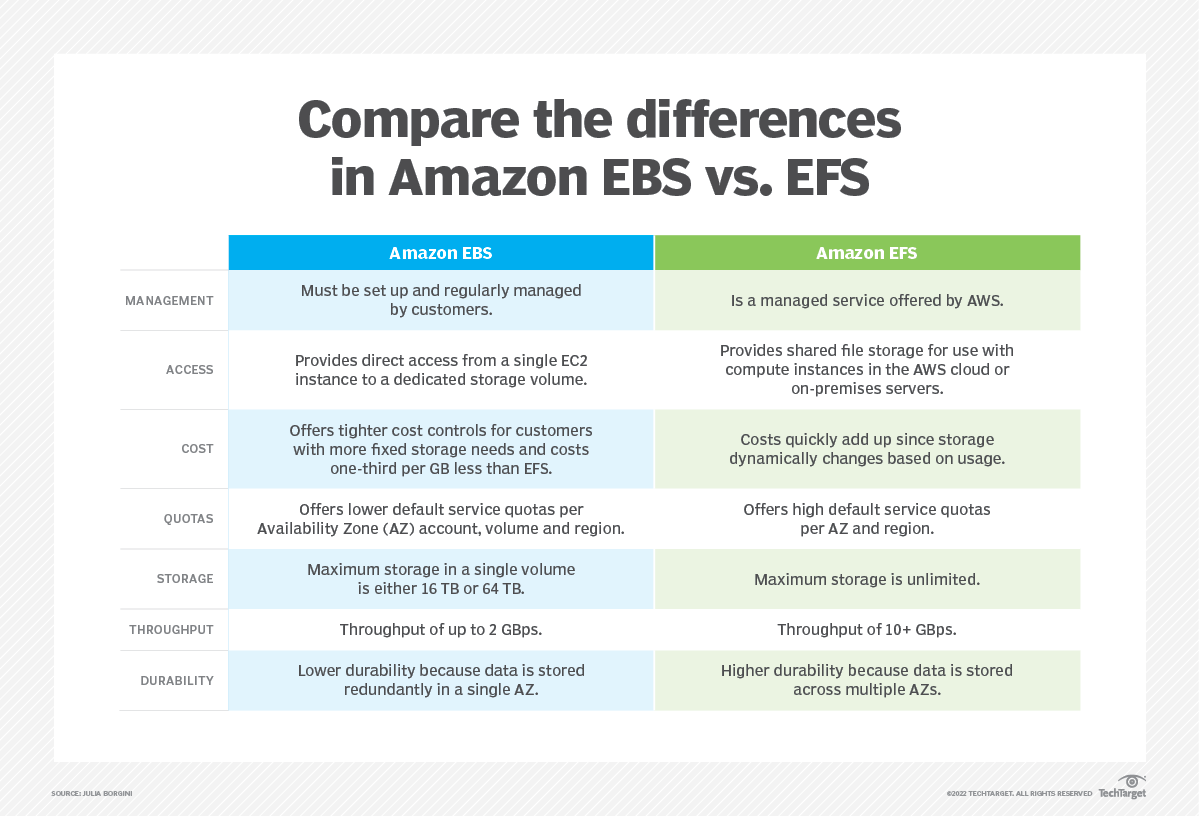 Compare the differences
in Amazon EBS vs. EFS
Amazon EBS
Amazon EFS
MANAGEMENT
Must be set up and regularly managed
by customers.
Is a managed service offered by AWS.
ACCESS
Provides direct access from a single EC2
instance to a dedicated storage volume.
Provides shared file storage for use with
compute instances in the AWS cloud or
on-premises servers.
COST
Offers tighter cost controls for customers
with more fixed storage needs and costs
one-third per GB less than EFS.
Costs quickly add up since storage
dynamically changes based on usage.
QUOTAS
Offers lower default service quotas per
Availability Zone (AZ) account, volume and region.
Offers high default service quotas
per AZ and region.
STORAGE
Maximum storage in a single volume
is either 16 TB or 64 TB.
Maximum storage is unlimited.
THROUGHPUT
Throughput of up to 2 GBps.
Throughput of 10+ GBps.
DURABILITY
Lower durability because data is stored
redundantly in a single AZ.
Higher durability because data is stored
across multiple AZs.
SOURCE: JULIA BORGINI
©2022 TECHTARGET. ALL RIGHTS RESERVED
TechTarget